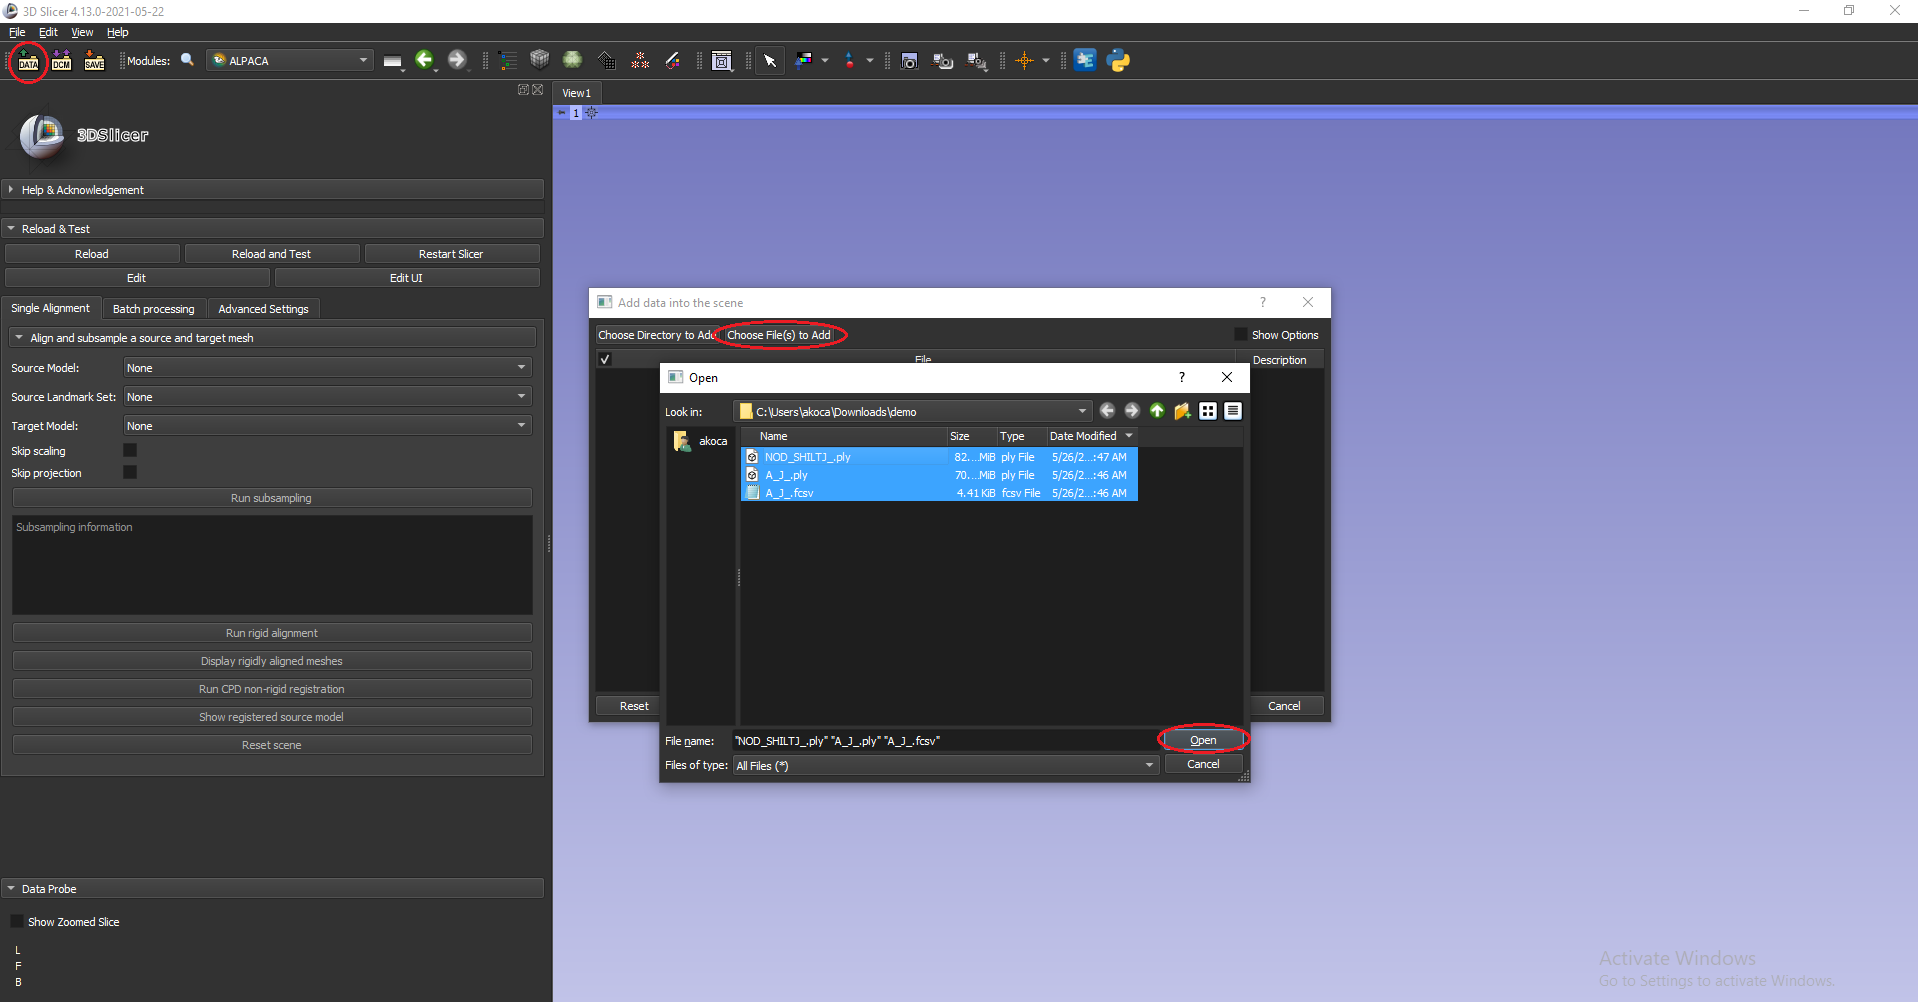 3D Slicer 4.13.0-2021-05-22
File Edit View Help
DATA DCM SAVE Modules: ALPACA
View1
1
3DSlicer
Help & Acknowledgement
Reload & Test
Reload Reload and Test Restart Slicer
Edit Edit UI
Single Alignment Batch processing Advanced Settings
Align and subsample a source and target mesh
Source Model: None
Source Landmark Set: None
Target Model: None
Skip scaling
Skip projection
Run subsampling
Subsampling information
Run rigid alignment
Display rigidly aligned meshes
Run CPD non-rigid registration
Show registered source model
Reset scene
Data Probe
Show Zoomed Slice
L
F
B
Add data into the scene ?
Choose Directory to Add Choose File(s) to Add Show Options
File Description
Reset Cancel
Open ?
Look in: C:\Users\akoca\Downloads\demo
akoca
Name Size Type Date Modified
NOD_SHILTJ_.ply 82....MiB ply File 5/26/2...:47 AM
A_J_.ply 70....MiB ply File 5/26/2...:46 AM
A_J_.fcsv 4.41 KiB fcsv File 5/26/2...:46 AM
File name: "NOD_SHILTJ_.ply" "A_J_.ply" "A_J_.fcsv" Open
Files of type: All Files (*) Cancel
Activate Windows
Go to Settings to activate Windows.